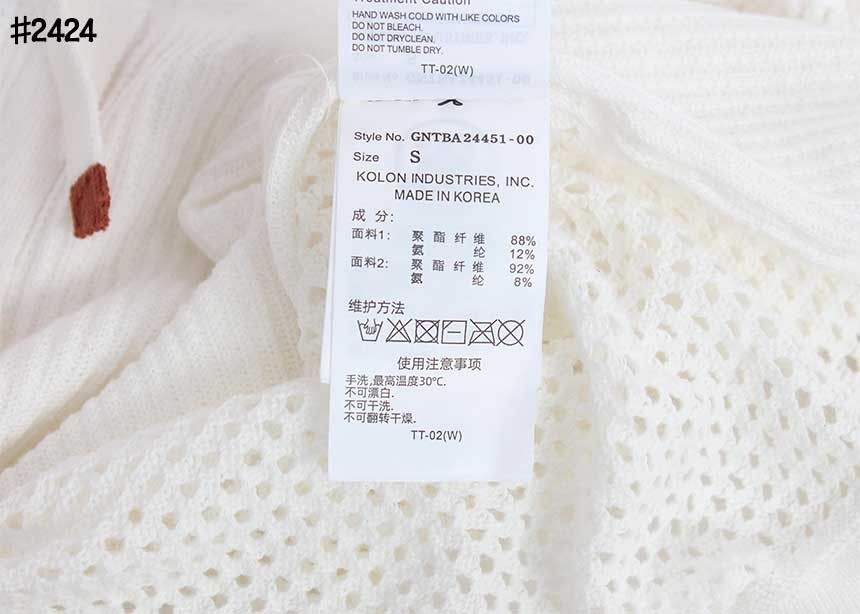 #2424
Treatment Caution
HAND WASH COLD WITH LIKE COLORS
DO NOT BLEACH.
DO NOT DRYCLEAN.
DO NOT TUMBLE DRY.
TT-02(W)
Style No. GNTBA24451-00
Size S
KOLON INDUSTRIES, INC.
MADE IN KOREA
成 分:
面料1: 聚 酯 纤 维 88%
氨 纶 12%
面料2: 聚 酯 纤 维 92%
氨 纶 8%
维护方法
使用注意事项
手洗,最高温度30℃.
不可漂白.
不可干洗.
不可翻转干燥.
TT-02(W)